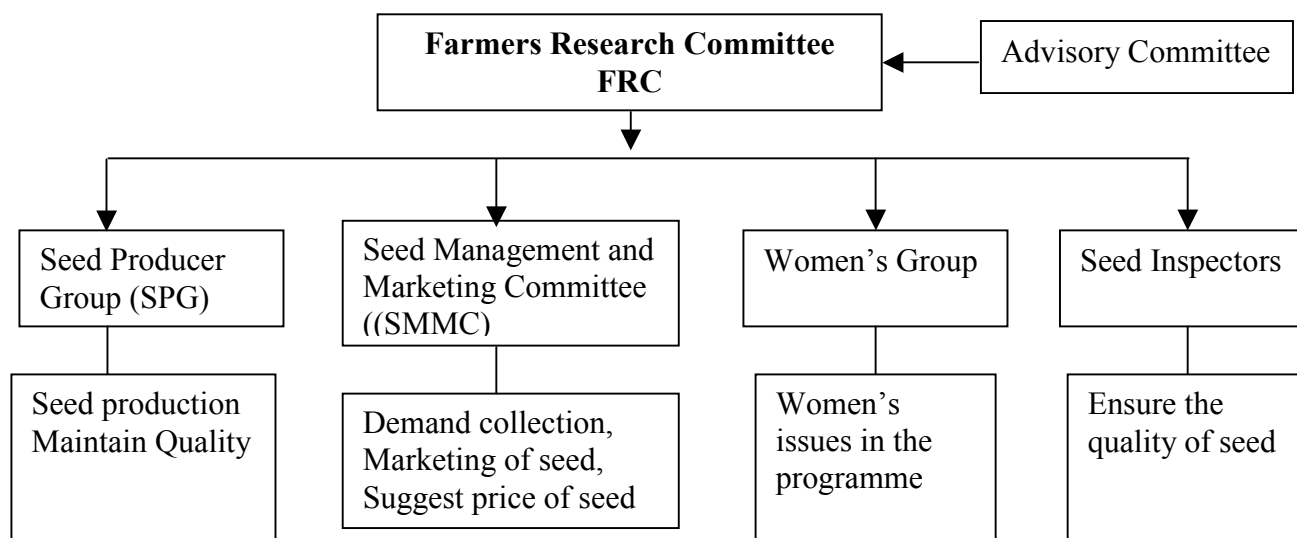 Farmers Research Committee
FRC
Advisory Committee
Seed Producer
Group (SPG)
Seed Management and
Marketing Committee
((SMMC)
Women’s Group
Seed Inspectors
Seed production
Maintain Quality
Demand collection,
Marketing of seed,
Suggest price of seed
Women’s
issues in the
programme
Ensure the
quality of seed